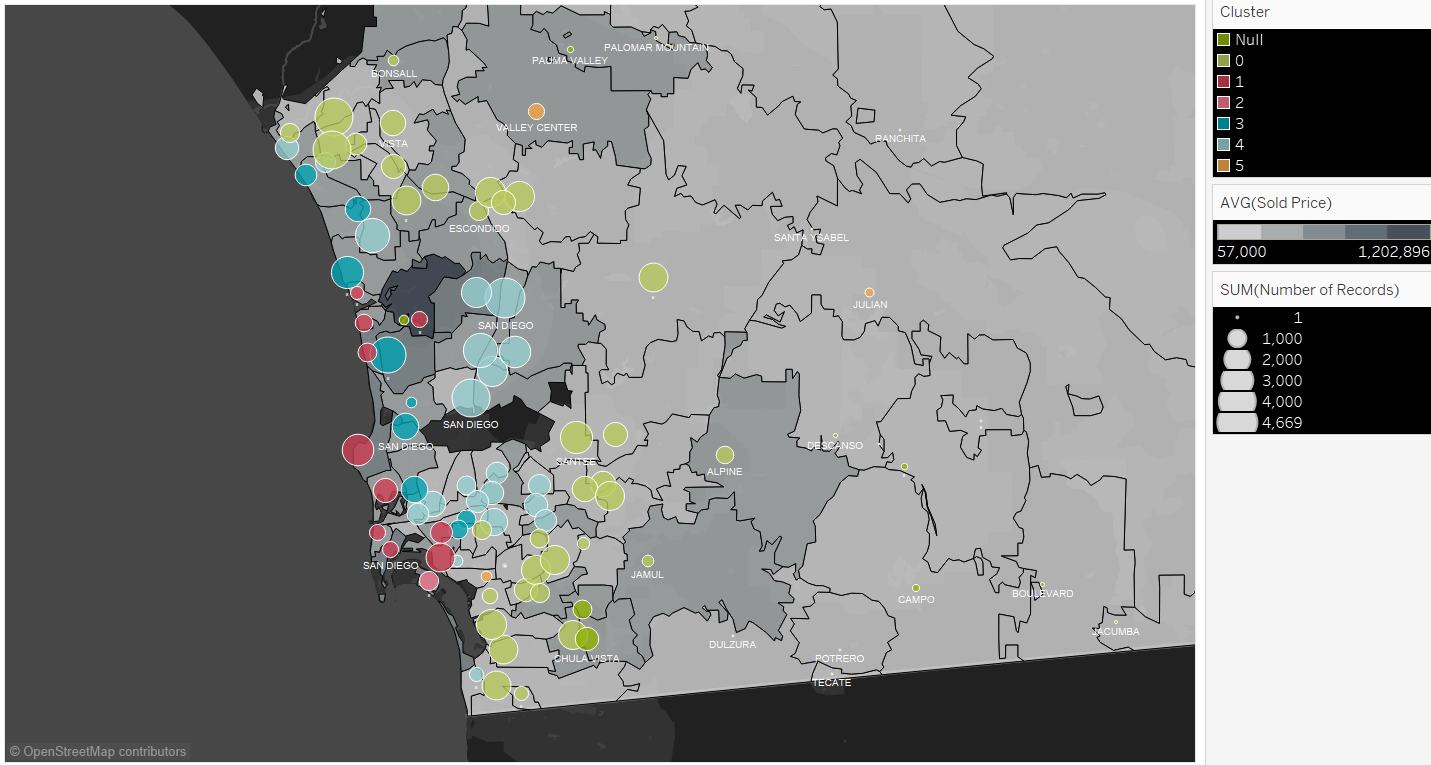 Cluster
Null
0
1
2
3
4
5
AVG(Sold Price)
57,000 1,202,896
SUM(Number of Records)
1
1,000
2,000
3,000
4,000
4,669
PALOMAR MOUNTAIN
PAUMA VALLEY
BONSALL
VALLEY CENTER
RANCHITA
VISTA
ESCONDIDO
SANTA YSABEL
JULIAN
SAN DIEGO
SAN DIEGO
SAN DIEGO
DESCANSO
SANTEE
ALPINE
SAN DIEGO
JAMUL
CAMPO
BOULEVARD
JACUMBA
DULZURA
CHULA VISTA
POTRERO
TECATE
© OpenStreetMap contributors